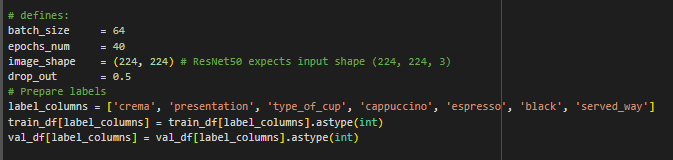 # defines:
batch_size     = 64
epochs_num     = 40
image_shape    = (224, 224) # ResNet50 expects input shape (224, 224, 3)
drop_out       = 0.5
# Prepare labels
label_columns = ['crema', 'presentation', 'type_of_cup', 'cappuccino', 'espresso', 'black', 'served_way']
train_df[label_columns] = train_df[label_columns].astype(int)
val_df[label_columns] = val_df[label_columns].astype(int)